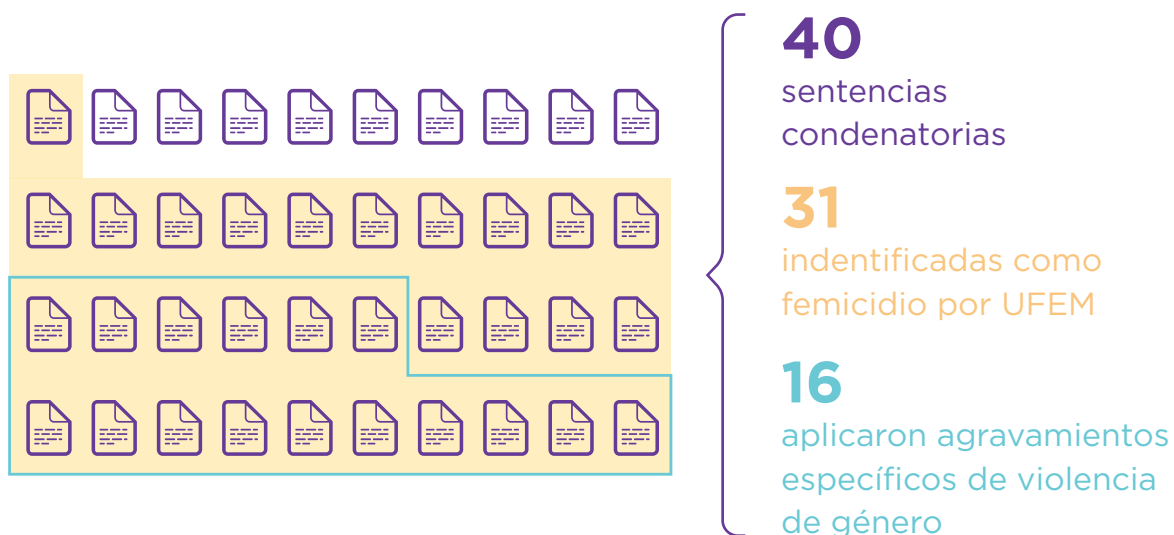 40
sentencias
condenatorias
31
indentificadas como
femicidio por UFEM
16
aplicaron agravamientos
específicos de violencia
de género